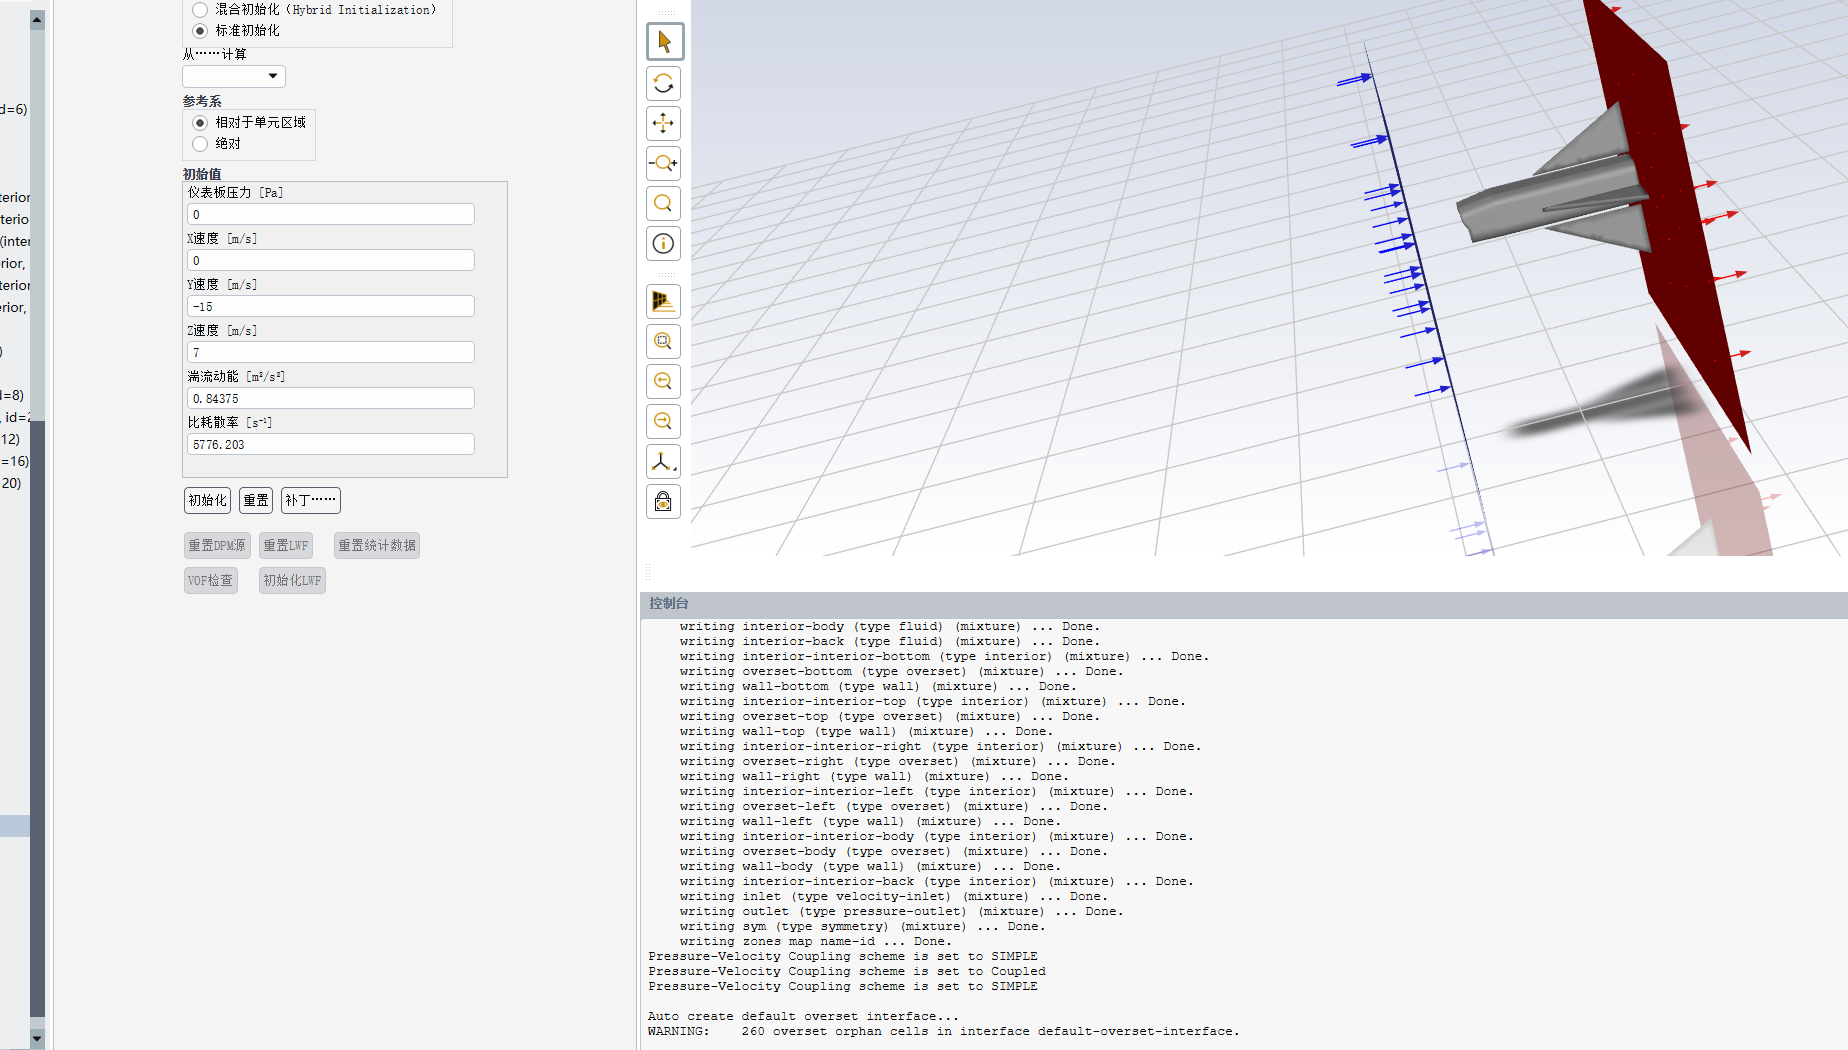 混合初始化（Hybrid Initialization）
标准初始化
从……计算
参考系
相对于单元区域
绝对
初始值
仪表板压力 [Pa]
0
X速度 [m/s]
0
Y速度 [m/s]
-15
Z速度 [m/s]
7
湍流动能 [m²/s²]
0.84375
比耗散率 [s⁻¹]
5776.203
初始化 重置 补丁……
重置DPM源 重置LWF 重置统计数据
VOF检查 初始化LWF
d=6)
terior
terio
(inter
rior,
terior
erior,
)
d=8)
, id=2
12)
=16)
20)
控制台
writing interior-body (type fluid) (mixture) ... Done.
writing interior-back (type fluid) (mixture) ... Done.
writing interior-interior-bottom (type interior) (mixture) ... Done.
writing overset-bottom (type overset) (mixture) ... Done.
writing wall-bottom (type wall) (mixture) ... Done.
writing interior-interior-top (type interior) (mixture) ... Done.
writing overset-top (type overset) (mixture) ... Done.
writing wall-top (type wall) (mixture) ... Done.
writing interior-interior-right (type interior) (mixture) ... Done.
writing overset-right (type overset) (mixture) ... Done.
writing wall-right (type wall) (mixture) ... Done.
writing interior-interior-left (type interior) (mixture) ... Done.
writing overset-left (type overset) (mixture) ... Done.
writing wall-left (type wall) (mixture) ... Done.
writing interior-interior-body (type interior) (mixture) ... Done.
writing overset-body (type overset) (mixture) ... Done.
writing wall-body (type wall) (mixture) ... Done.
writing interior-interior-back (type interior) (mixture) ... Done.
writing inlet (type velocity-inlet) (mixture) ... Done.
writing outlet (type pressure-outlet) (mixture) ... Done.
writing sym (type symmetry) (mixture) ... Done.
writing zones map name-id ... Done.
Pressure-Velocity Coupling scheme is set to SIMPLE
Pressure-Velocity Coupling scheme is set to Coupled
Pressure-Velocity Coupling scheme is set to SIMPLE
Auto create default overset interface...
WARNING: 260 overset orphan cells in interface default-overset-interface.